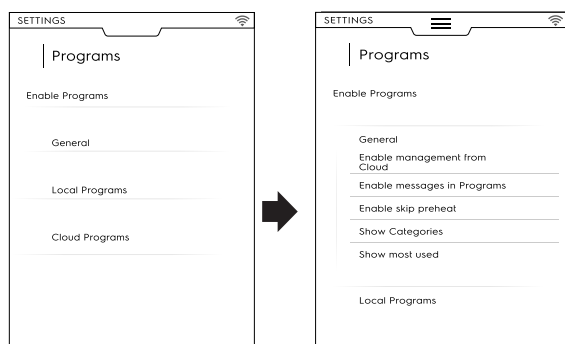 SETTINGS
Programs
Enable Programs
General
Local Programs
Cloud Programs
SETTINGS
Programs
Enable Programs
General
Enable management from
Cloud
Enable messages in Programs
Enable skip preheat
Show Categories
Show most used
Local Programs